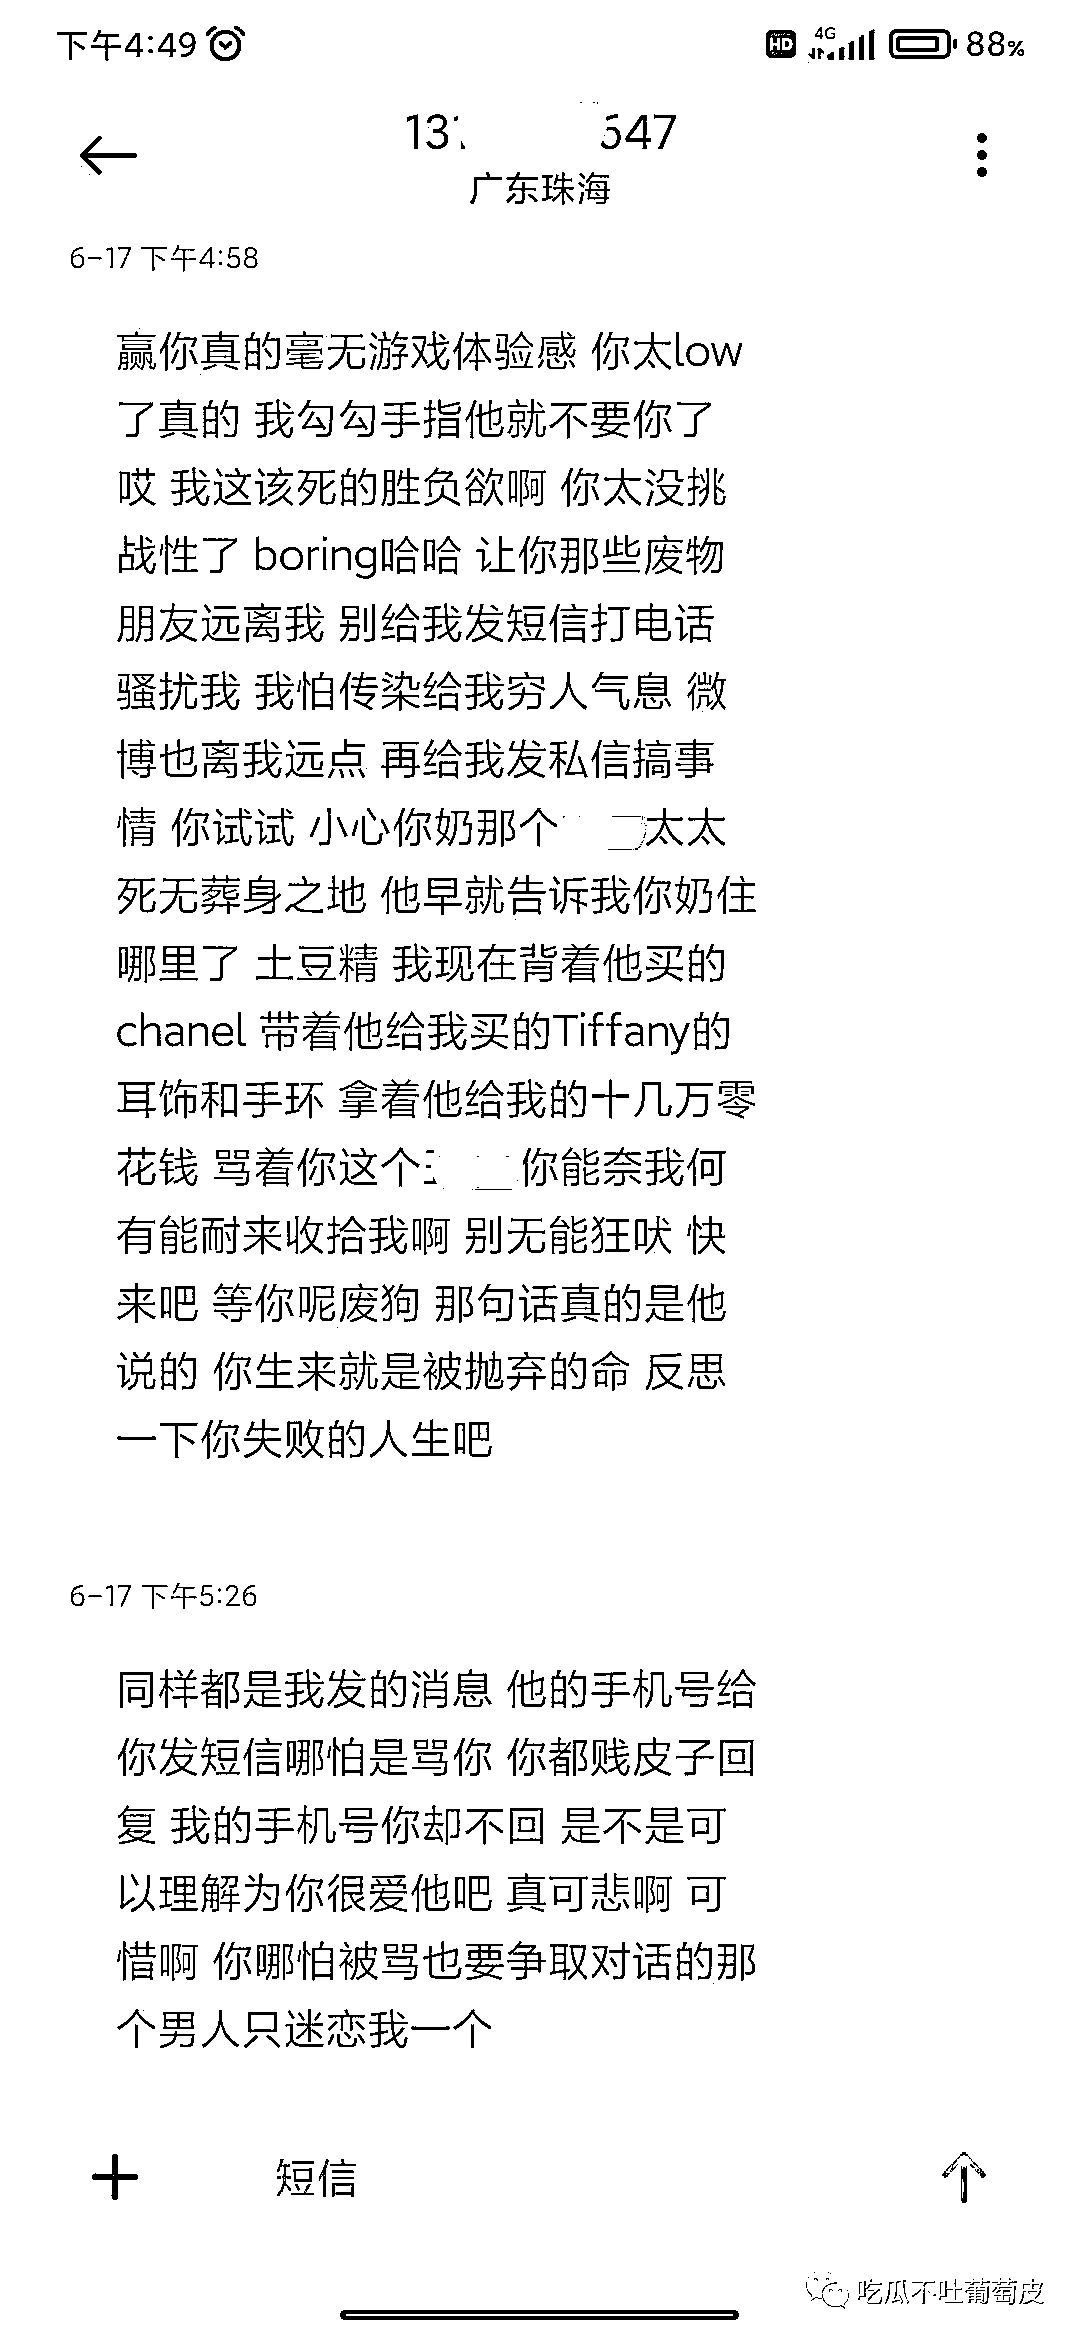 下午4:49 HD 4G 88%
13 547
广东珠海
6-17 下午4:58
赢你真的毫无游戏体验感 你太low
了真的 我勾勾手指他就不要你了
哎 我这该死的胜负欲啊 你太没挑
战性了 boring哈哈 让你那些废物
朋友远离我 别给我发短信打电话
骚扰我 我怕传染给我穷人气息 微
博也离我远点 再给我发私信搞事
情 你试试 小心你奶那个 太太
死无葬身之地 他早就告诉我你奶住
哪里了 土豆精 我现在背着他买的
chanel 带着他给我买的Tiffany的
耳饰和手环 拿着他给我的十几万零
花钱 骂着你这个 你能奈我何
有能耐来收拾我啊 别无能狂吠 快
来吧 等你呢废狗 那句话真的是他
说的 你生来就是被抛弃的命 反思
一下你失败的人生吧
6-17 下午5:26
同样都是我发的消息 他的手机号给
你发短信哪怕是骂你 你都贱皮子回
复 我的手机号你却不回 是不是可
以理解为你很爱他吧 真可悲啊 可
惜啊 你哪怕被骂也要争取对话的那
个男人只迷恋我一个
短信
吃瓜不吐葡萄皮